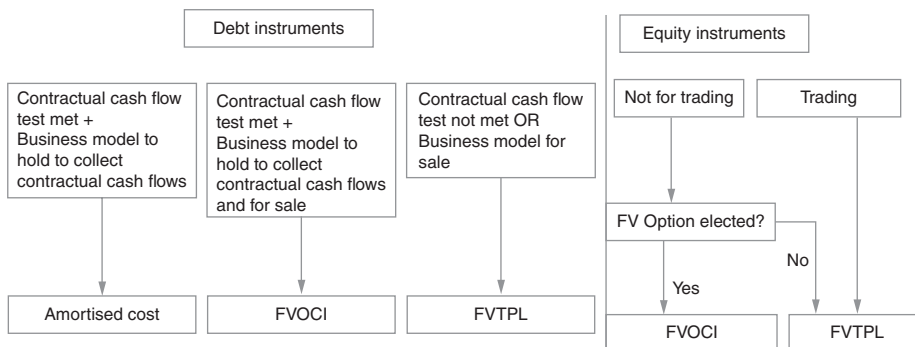 Debt instruments
Equity instruments
Contractual cash flow
test met +
Business model to
hold to collect
contractual cash flows
Contractual cash flow
test met +
Business model to
hold to collect
contractual cash flows
and for sale
Contractual cash flow
test not met OR
Business model for
sale
Not for trading
Trading
FV Option elected?
No
Yes
Amortised cost
FVOCI
FVTPL
FVOCI
FVTPL